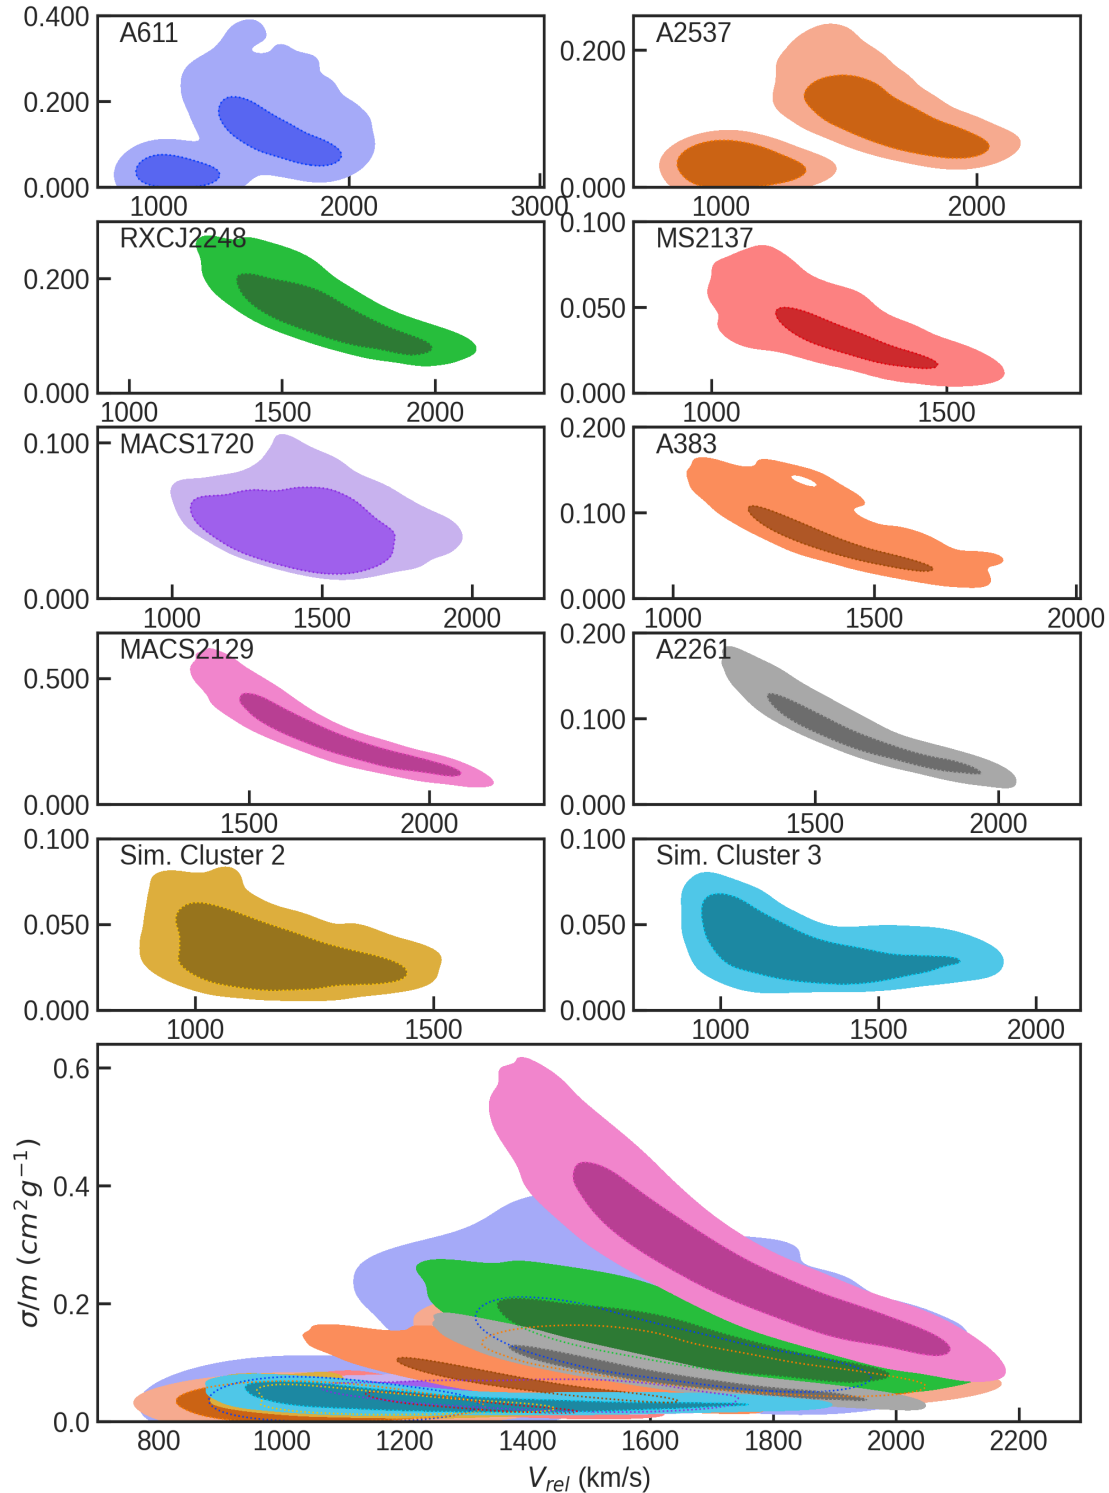 0.400 A611 A2537
0.200 0.200
0.000 0.000
1000 2000 3000 1000 2000
RXCJ2248 0.100 MS2137
0.200 0.050
0.000 0.000
1000 1500 2000 1000 1500
0.100 MACS1720 0.200 A383
0.100
0.000 0.000
1000 1500 2000 1000 1500 2000
MACS2129 0.200 A2261
0.500 0.100
0.000 0.000
1500 2000 1500 2000
0.100 Sim. Cluster 2 0.100 Sim. Cluster 3
0.050 0.050
0.000 0.000
1000 1500 1000 1500 2000
0.6
0.4
0.2
0.0
σ/m (cm²g⁻¹)
800 1000 1200 1400 1600 1800 2000 2200
V_rel (km/s)